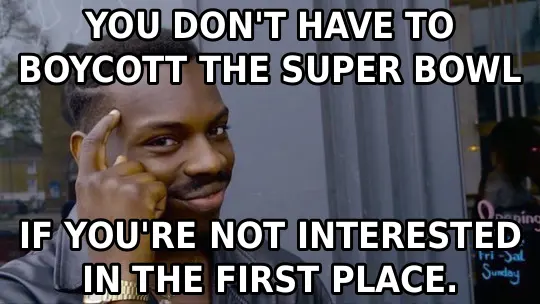 YOU DON'T HAVE TO
BOYCOTT THE SUPER BOWL
IF YOU'RE NOT INTERESTED
IN THE FIRST PLACE.
Opening
Fri - Sat
Sunday